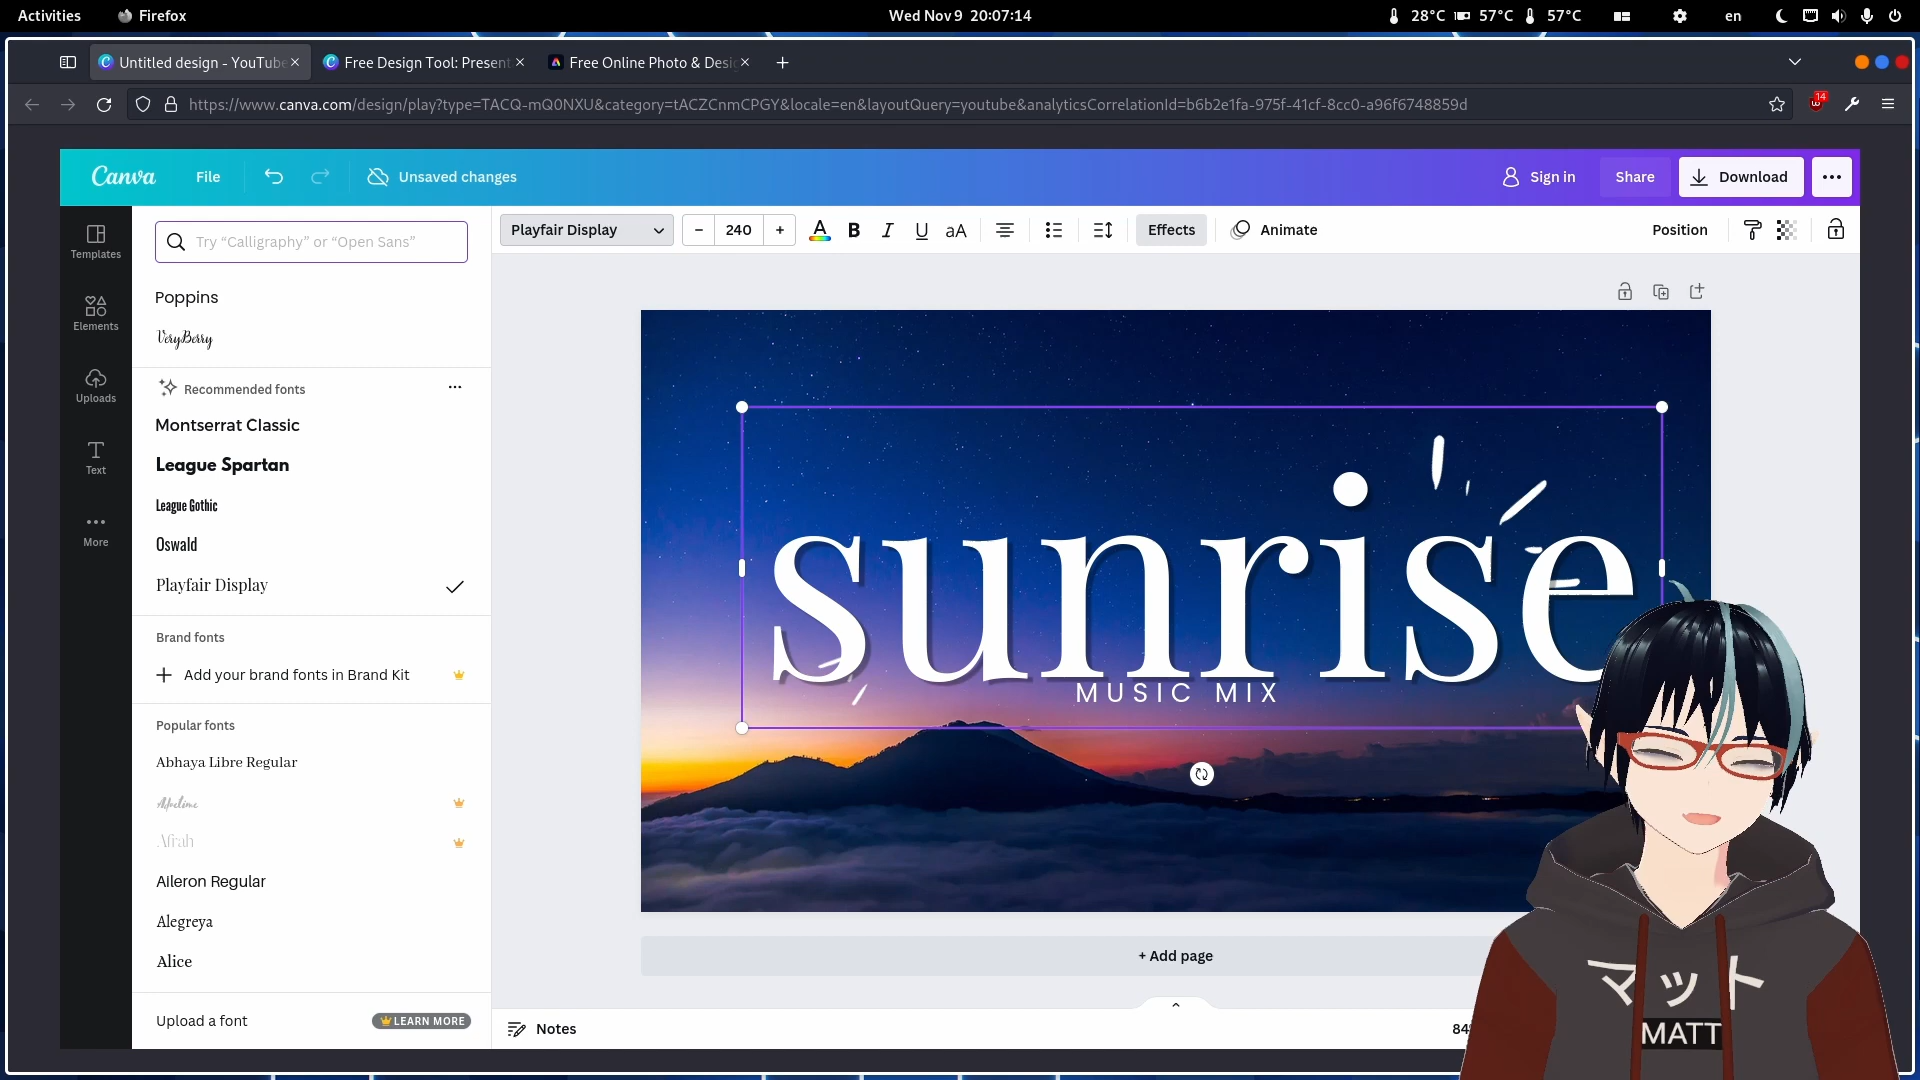 Activities Firefox Wed Nov 9 20:07:14 28°C 57°C 57°C en
Untitled design - YouTube Free Design Tool: Present Free Online Photo & Desig
https://www.canva.com/design/play?type=TACQ-mQ0NXU&category=tACZCnmCPGY&locale=en&layoutQuery=youtube&analyticsCorrelationId=b6b2e1fa-975f-41cf-8cc0-a96f6748859d 14
Canva File Unsaved changes Sign in Share Download
Templates
Elements
Uploads
Text
More
Try “Calligraphy” or “Open Sans”
Poppins
VeryBerry
Recommended fonts
Montserrat Classic
League Spartan
League Gothic
Oswald
Playfair Display
Brand fonts
Add your brand fonts in Brand Kit
Popular fonts
Abhaya Libre Regular
Afrah
Aileron Regular
Alegreya
Alice
Upload a font LEARN MORE
Playfair Display 240 A B I U aA Effects Animate Position
sunrise
MUSIC MIX
+ Add page
Notes
マット
MATT